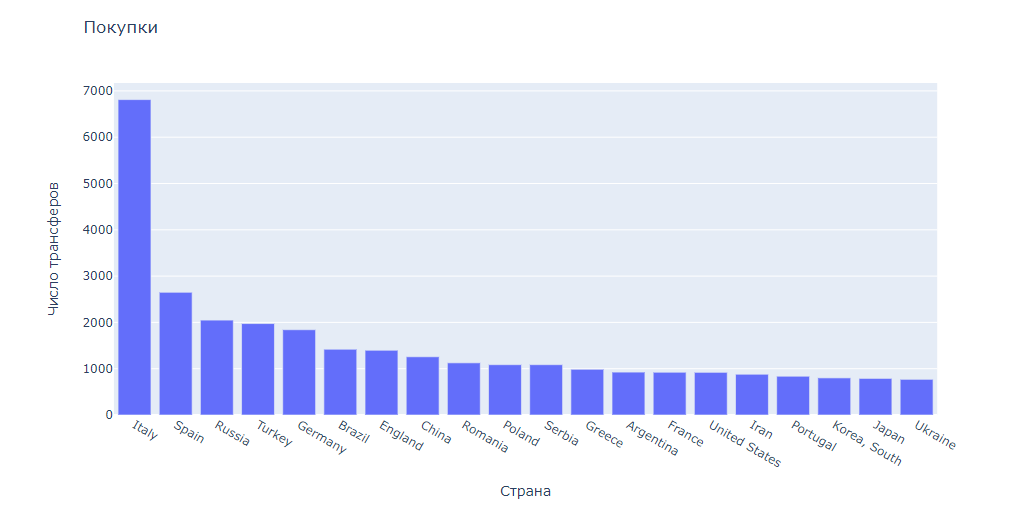 Покупки
Число трансферов
7000
6000
5000
4000
3000
2000
1000
0
Italy
Spain
Russia
Turkey
Germany
Brazil
England
China
Romania
Poland
Serbia
Greece
Argentina
France
United States
Iran
Portugal
Korea, South
Japan
Ukraine
Страна